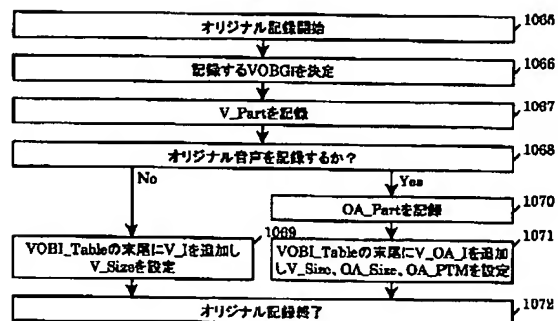 オリジナル記録開始 1065
記録するVOBGIを決定 1066
V_Partを記録 1067
オリジナル音声を記録するか？ 1068
No Yes
OA_Partを記録 1070
1069 1071
VOBI_Tableの末尾にV_Iを追加し
V_Sizeを設定
VOBI_Tableの末尾にV_OA_Iを追加
しV_Size、OA_Size、OA_PTMを設定
オリジナル記録終了 1072